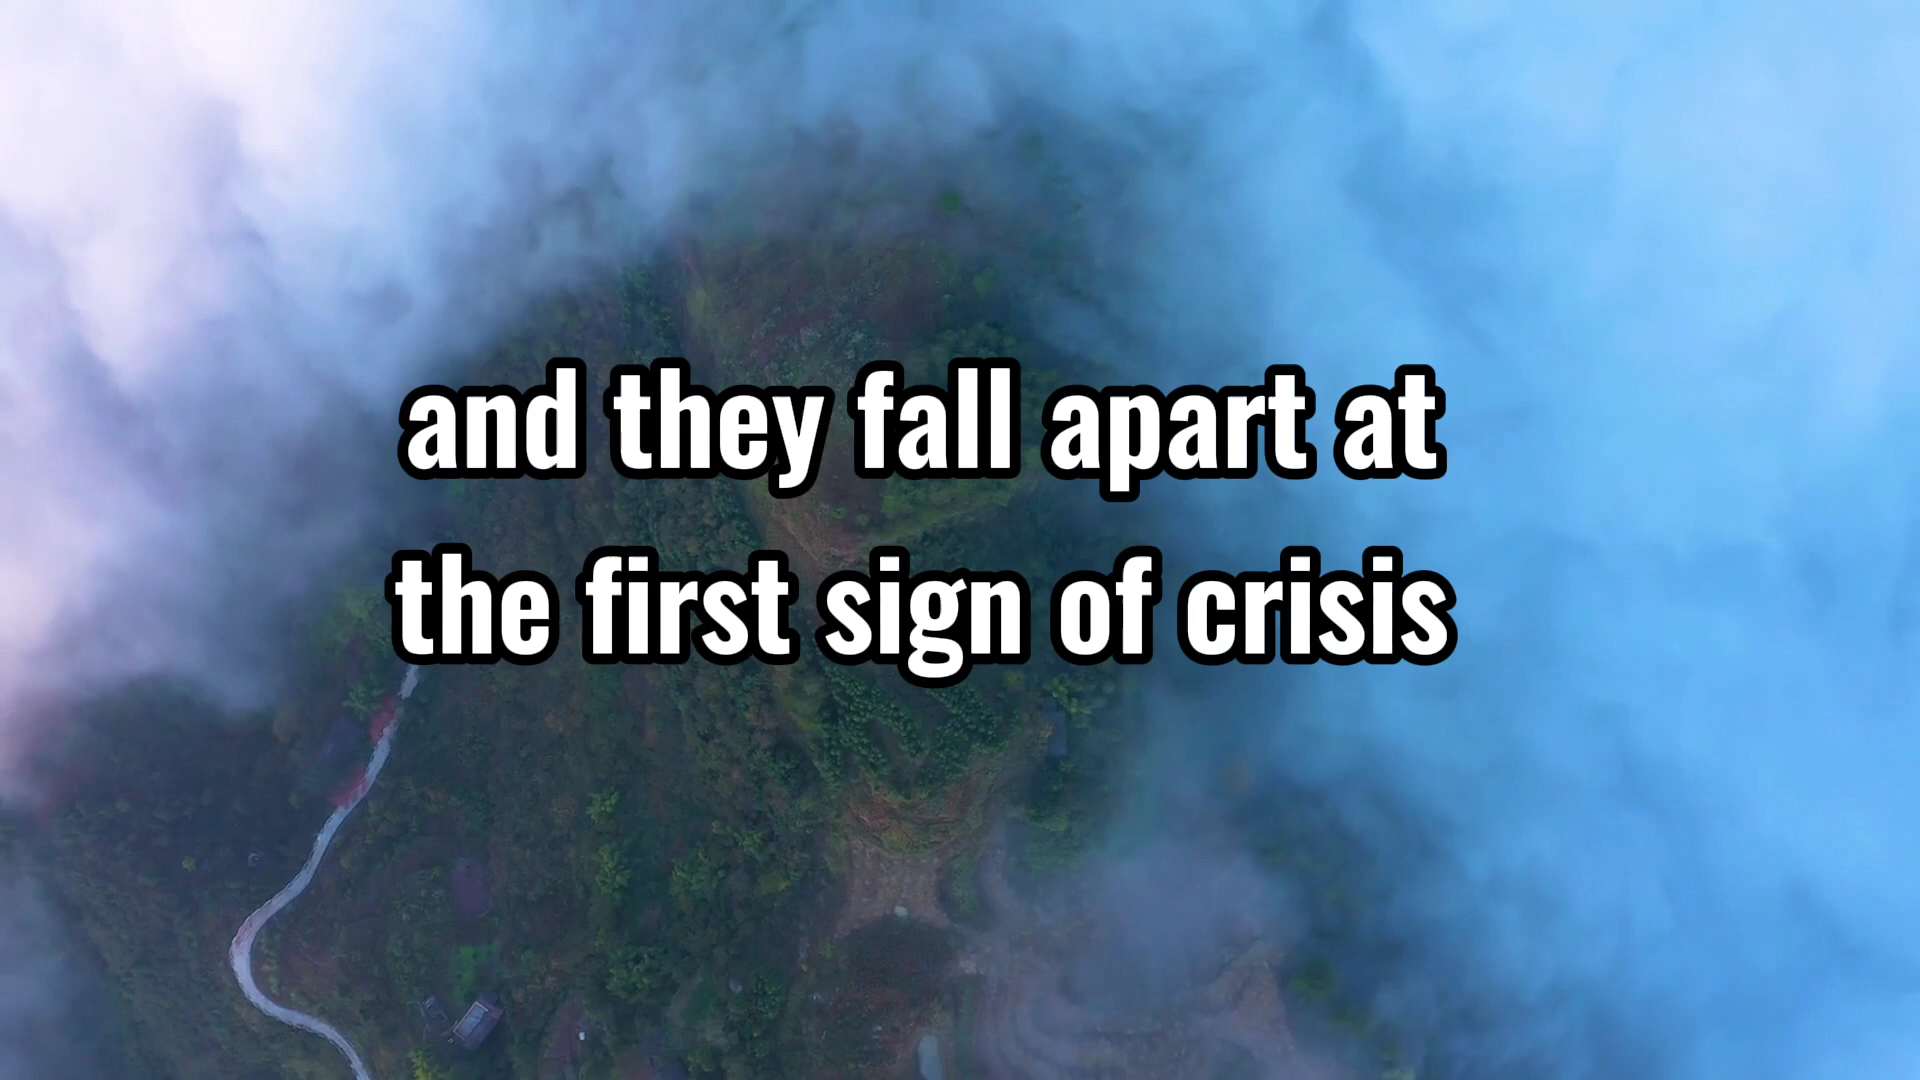 and they fall apart at
the first sign of crisis